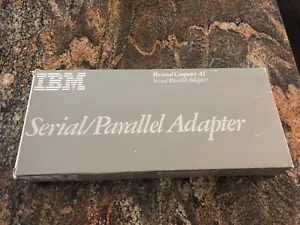 IBM
Personal Computer AT
Serial/Parallel Adapter
Serial/Parallel Adapter